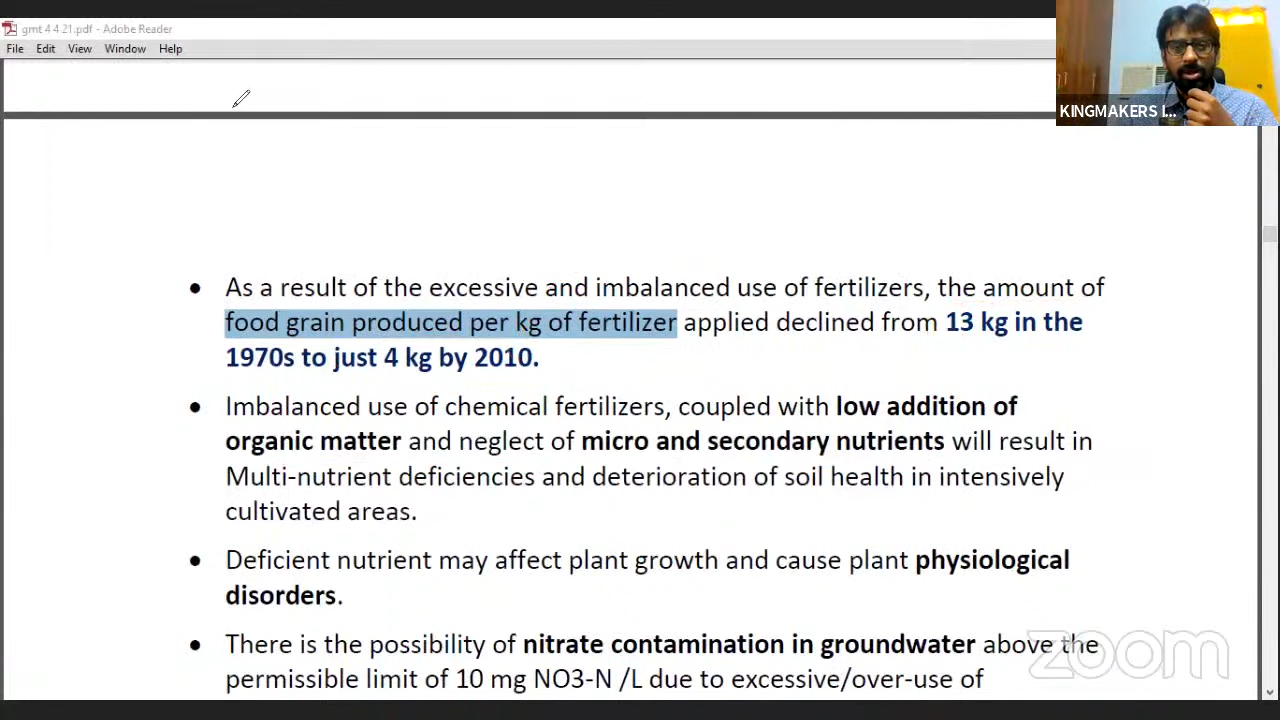 gmt 4 4 21.pdf - Adobe Reader
File Edit View Window Help
KINGMAKERS I...
• As a result of the excessive and imbalanced use of fertilizers, the amount of
food grain produced per kg of fertilizer applied declined from 13 kg in the
1970s to just 4 kg by 2010.
• Imbalanced use of chemical fertilizers, coupled with low addition of
organic matter and neglect of micro and secondary nutrients will result in
Multi-nutrient deficiencies and deterioration of soil health in intensively
cultivated areas.
• Deficient nutrient may affect plant growth and cause plant physiological
disorders.
• There is the possibility of nitrate contamination in groundwater above the
permissible limit of 10 mg NO3-N /L due to excessive/over-use of
zoom